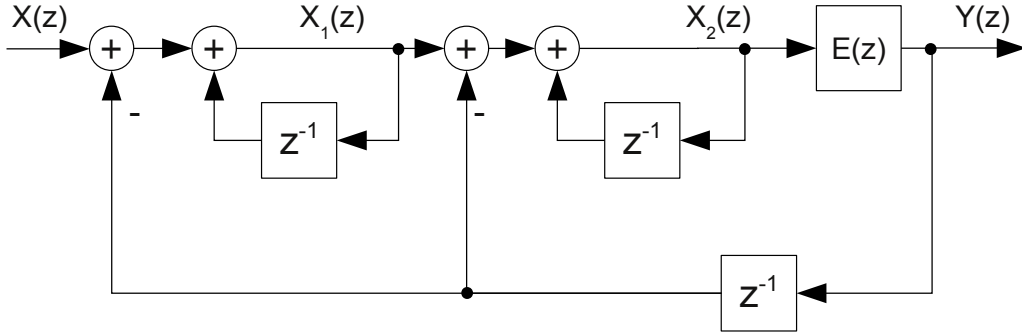 X(z)
X₁(z)
X₂(z)
Y(z)
+
+
+
+
E(z)
-
-
z⁻¹
z⁻¹
z⁻¹